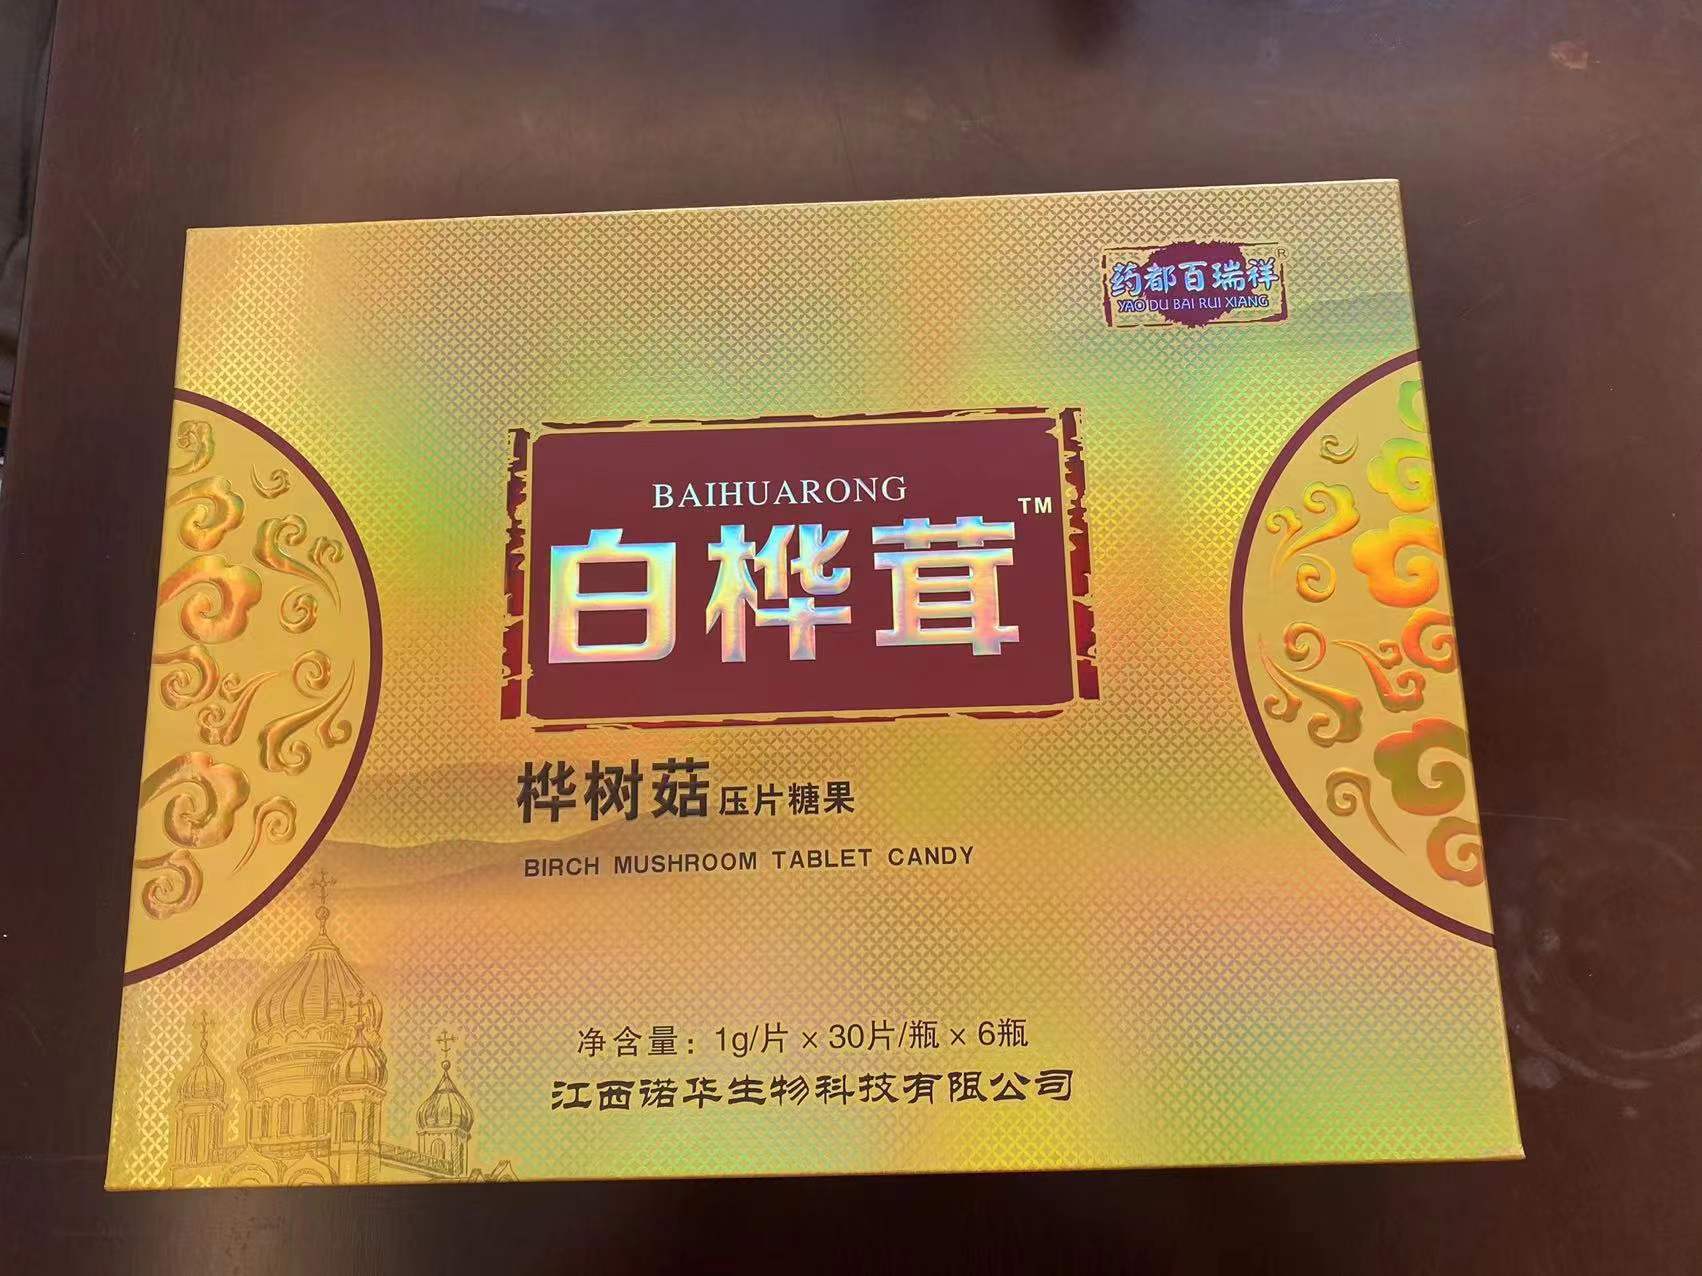 药都百瑞祥®
YAO DU BAI RUI XIANG
BAIHUARONG
白桦茸™
桦树菇压片糖果
BIRCH MUSHROOM TABLET CANDY
净含量：1g/片×30片/瓶×6瓶
江西诺华生物科技有限公司